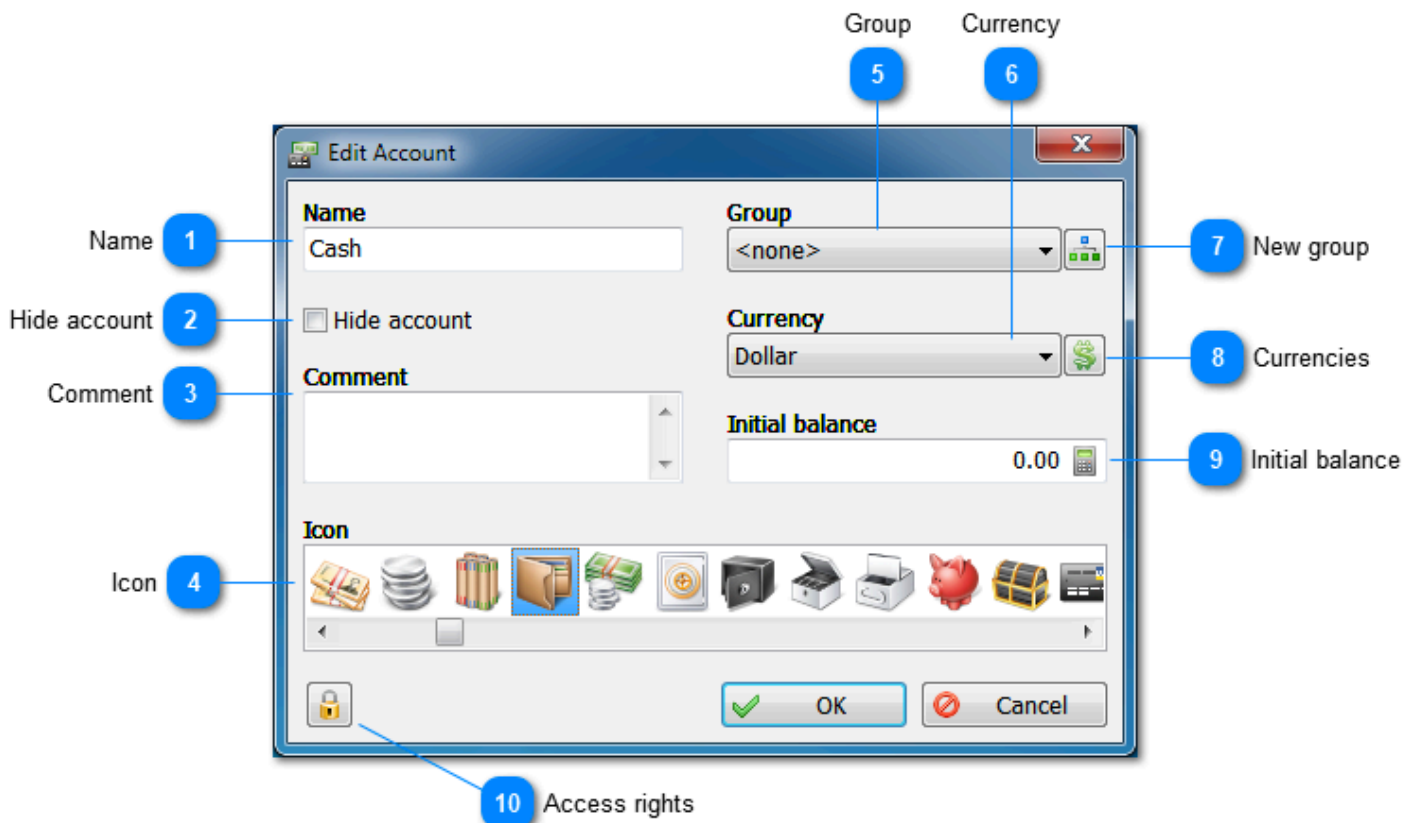 Group Currency
5 6
Edit Account
Name Group
Name 1 Cash <none> 7 New group
Hide account 2 Hide account Currency
Dollar 8 Currencies
Comment
Comment 3
Initial balance
0.00 9 Initial balance
Icon
Icon 4
OK Cancel
10 Access rights